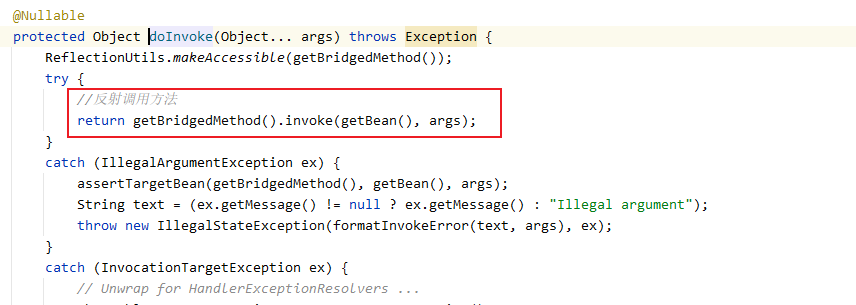 @Nullable
protected Object doInvoke(Object... args) throws Exception {
ReflectionUtils.makeAccessible(getBridgedMethod());
try {
//反射调用方法
return getBridgedMethod().invoke(getBean(), args);
}
catch (IllegalArgumentException ex) {
assertTargetBean(getBridgedMethod(), getBean(), args);
String text = (ex.getMessage() != null ? ex.getMessage() : "Illegal argument");
throw new IllegalStateException(formatInvokeError(text, args), ex);
}
catch (InvocationTargetException ex) {
// Unwrap for HandlerExceptionResolvers ...